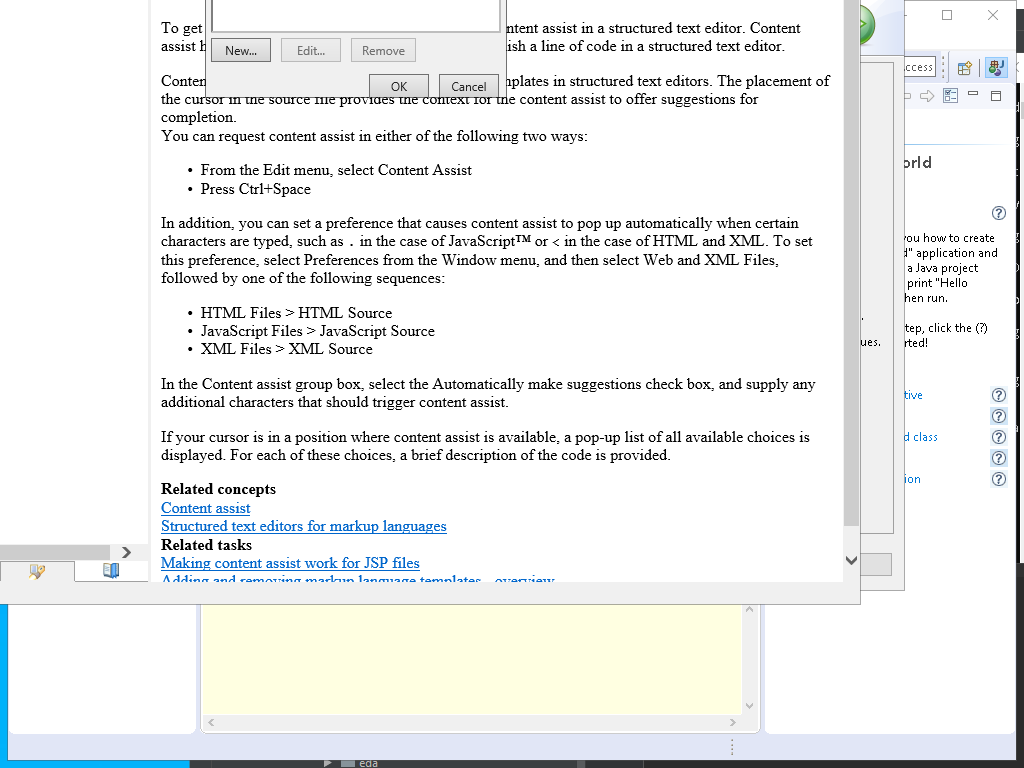 To get
ntent assist in a structured text editor. Content
assist
ish a line of code in a structured text editor.
New...
Edit...
Remove
OK
Cancel
nplates in structured text editors. The placement of
the cursor in the source file provides the context for the content assist to offer suggestions for
completion.
You can request content assist in either of the following two ways:
• From the Edit menu, select Content Assist
• Press Ctrl+Space
In addition, you can set a preference that causes content assist to pop up automatically when certain
characters are typed, such as . in the case of JavaScript™ or < in the case of HTML and XML. To set
this preference, select Preferences from the Window menu, and then select Web and XML Files,
followed by one of the following sequences:
• HTML Files > HTML Source
• JavaScript Files > JavaScript Source
• XML Files > XML Source
In the Content assist group box, select the Automatically make suggestions check box, and supply any
additional characters that should trigger content assist.
If your cursor is in a position where content assist is available, a pop-up list of all available choices is
displayed. For each of these choices, a brief description of the code is provided.
Related concepts
Content assist
Structured text editors for markup languages
Related tasks
Making content assist work for JSP files
Adding and removing markup language templates - overview
ues.
ccess
orld
you how to create
d" application and
a Java project
print "Hello
hen run.
tep, click the (?)
rted!
tive
d class
ion
eda